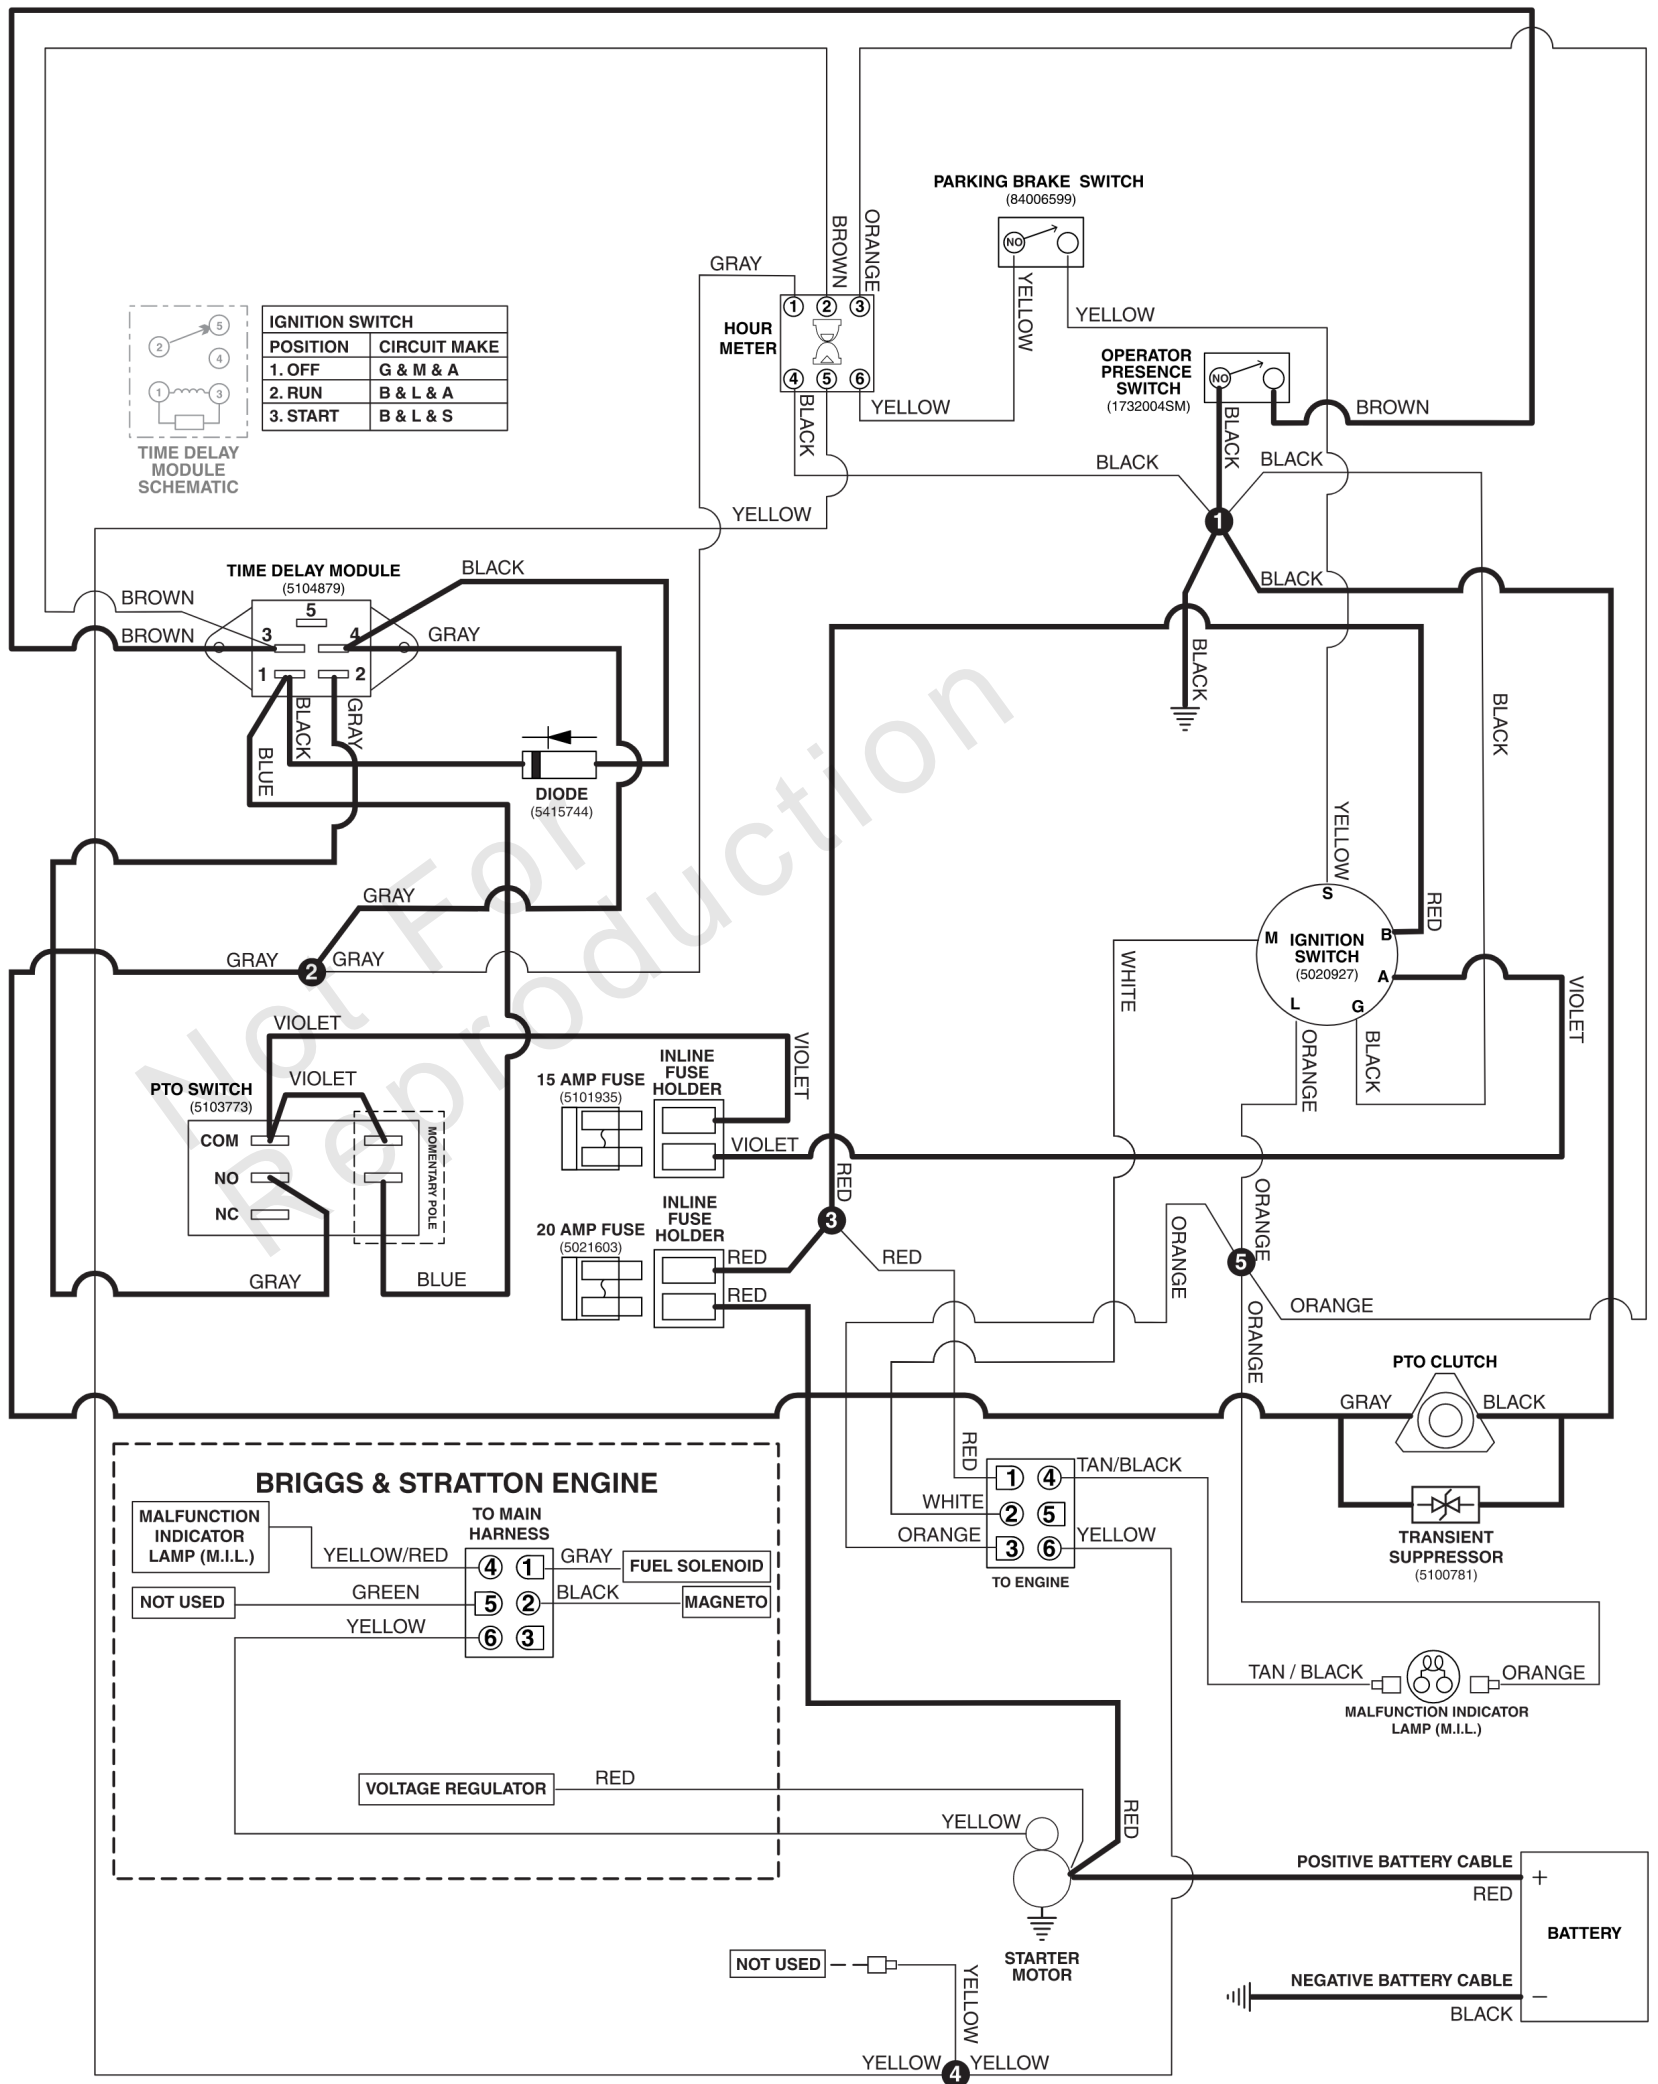 PARKING BRAKE SWITCH
(84006599)
NO
YELLOW
YELLOW
BROWN
ORANGE
GRAY
1 2 3
HOUR
METER
4 5 6
YELLOW
BLACK
OPERATOR
PRESENCE
SWITCH
(1732004SM)
NO
BROWN
BLACK
BLACK
BLACK
1
BLACK
BLACK
BLACK
YELLOW
5
2
4
1
3
TIME DELAY
MODULE
SCHEMATIC
IGNITION SWITCH
POSITION CIRCUIT MAKE
1. OFF G & M & A
2. RUN B & L & A
3. START B & L & S
TIME DELAY MODULE
(5104879)
BLACK
BROWN
BROWN
5
3
4
1
2
GRAY
BLACK
GRAY
BLUE
DIODE
(5415744)
Not For
Reproduction
GRAY
GRAY
2
GRAY
YELLOW
S
M
B
A
L
G
IGNITION
SWITCH
(5020927)
RED
WHITE
VIOLET
ORANGE
BLACK
VIOLET
VIOLET
VIOLET
PTO SWITCH
(5103773)
COM
NO
NC
MOMENTARY POLE
GRAY
BLUE
15 AMP FUSE
(5101935)
INLINE
FUSE
HOLDER
VIOLET
20 AMP FUSE
(5021603)
INLINE
FUSE
HOLDER
RED
RED
RED
3
RED
ORANGE
ORANGE
5
ORANGE
ORANGE
PTO CLUTCH
GRAY
BLACK
TRANSIENT
SUPPRESSOR
(5100781)
RED
WHITE
ORANGE
1 4
2 5
3 6
TAN/BLACK
YELLOW
TO ENGINE
BRIGGS & STRATTON ENGINE
MALFUNCTION
INDICATOR
LAMP (M.I.L.)
TO MAIN
HARNESS
YELLOW/RED
4 1
GRAY
FUEL SOLENOID
NOT USED
GREEN
5 2
BLACK
MAGNETO
YELLOW
6 3
TAN / BLACK
ORANGE
MALFUNCTION INDICATOR
LAMP (M.I.L.)
VOLTAGE REGULATOR
RED
YELLOW
RED
STARTER
MOTOR
POSITIVE BATTERY CABLE
RED
+
BATTERY
NEGATIVE BATTERY CABLE
BLACK
−
NOT USED
YELLOW
YELLOW
4
YELLOW